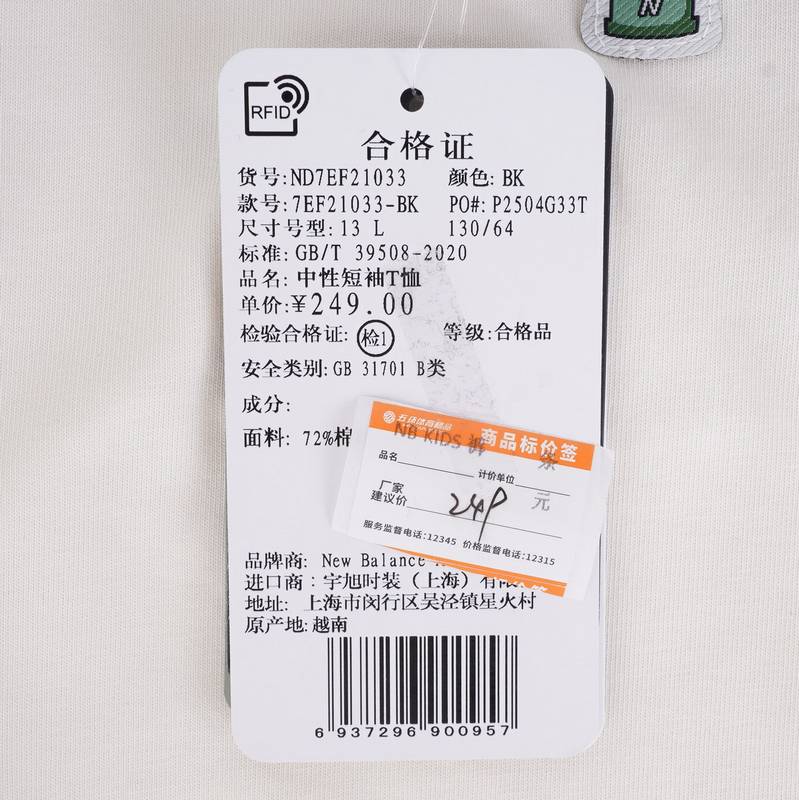 N
RFID
合格证
货号:ND7EF21033 颜色: BK
款号:7EF21033-BK PO#: P2504G33T
尺寸号型:13 L 130/64
标准:GB/T 39508-2020
品名: 中性短袖T恤
单价:¥249.00
检验合格证: 检1 等级:合格品
安全类别:GB 31701 B类
成分:
面料: 72%棉
商品标价签
NB KIDS 裤 条
品名 计价单位
厂家
建议价 249 元
服务监督电话:12345 价格监督电话:12315
品牌商: New Balance
进口商: 宇旭时装(上海)有限
地址: 上海市闵行区吴泾镇星火村
原产地:越南
6 937296 900957